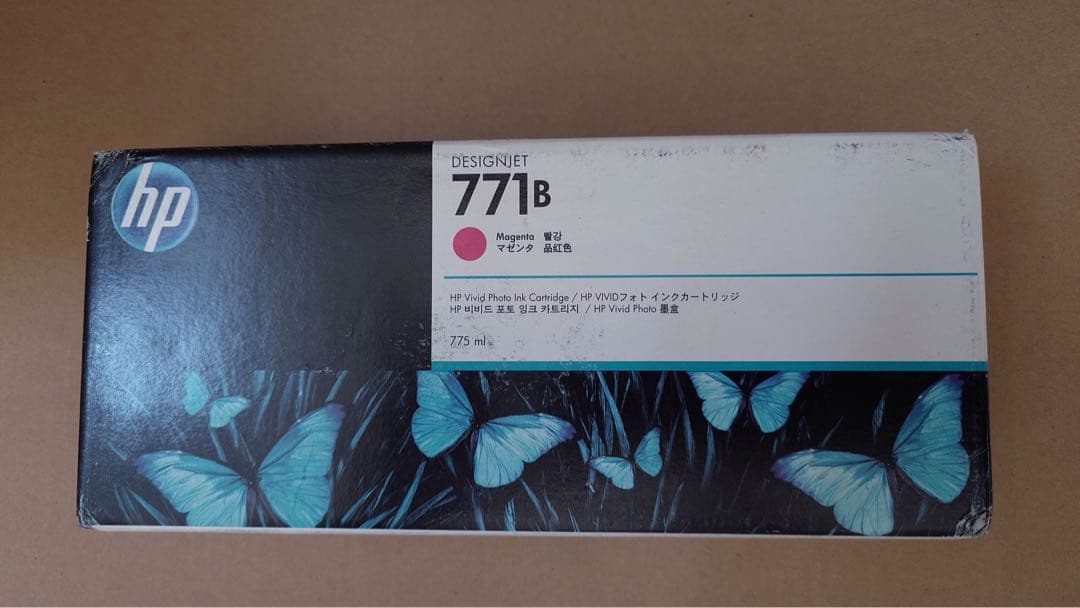 hp
DESIGNJET
771B
Magenta 빨강
マゼンタ 品紅色
HP Vivid Photo Ink Cartridge / HP VIVIDフォト インクカートリッジ
HP 비비드 포토 잉크 카트리지 / HP Vivid Photo 墨盒
775 ml